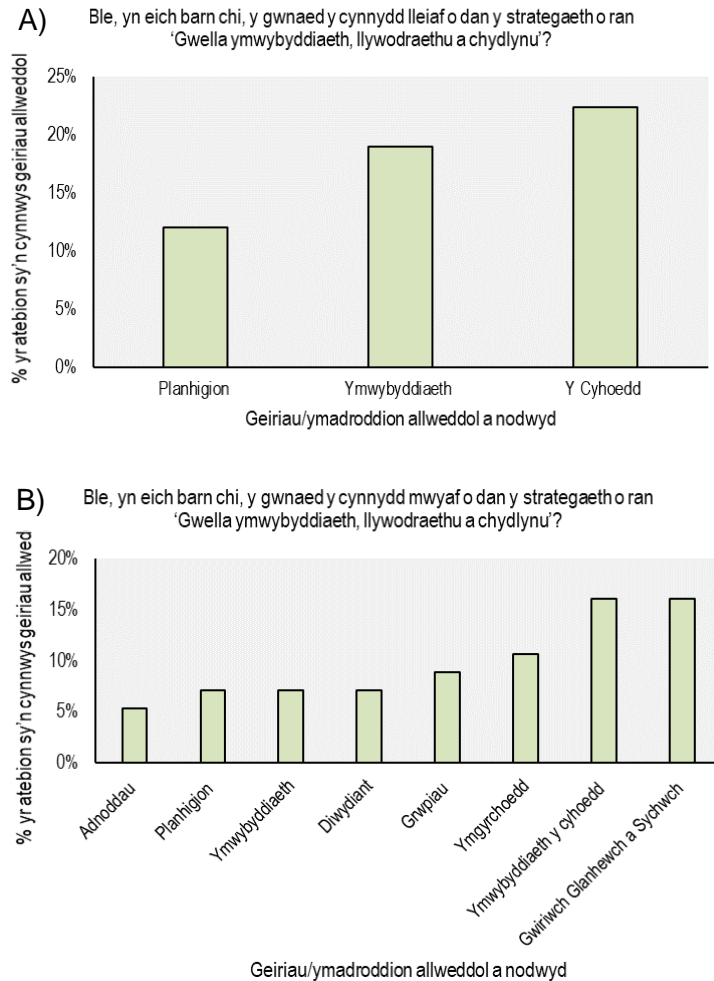 A)
Ble, yn eich barn chi, y gwnaed y cynnydd lleiaf o dan y strategaeth o ran
‘Gwella ymwybyddiaeth, llywodraethu a chydlynu’?
% yr atebion sy'n cynnwys geiriau allweddol
25%
20%
15%
10%
5%
0%
Planhigion
Ymwybyddiaeth
Y Cyhoedd
Geiriau/ymadroddion allweddol a nodwyd
B)
Ble, yn eich barn chi, y gwnaed y cynnydd mwyaf o dan y strategaeth o ran
‘Gwella ymwybyddiaeth, llywodraethu a chydlynu’?
% yr atebion sy'n cynnwys geiriau allwed
20%
15%
10%
5%
0%
Adnoddau
Planhigion
Ymwybyddiaeth
Diwydiant
Grwpiau
Ymgyrchoedd
Ymwybyddiaeth y cyhoedd
Gwiriwch Glanhewch a Sychwch
Geiriau/ymadroddion allweddol a nodwyd